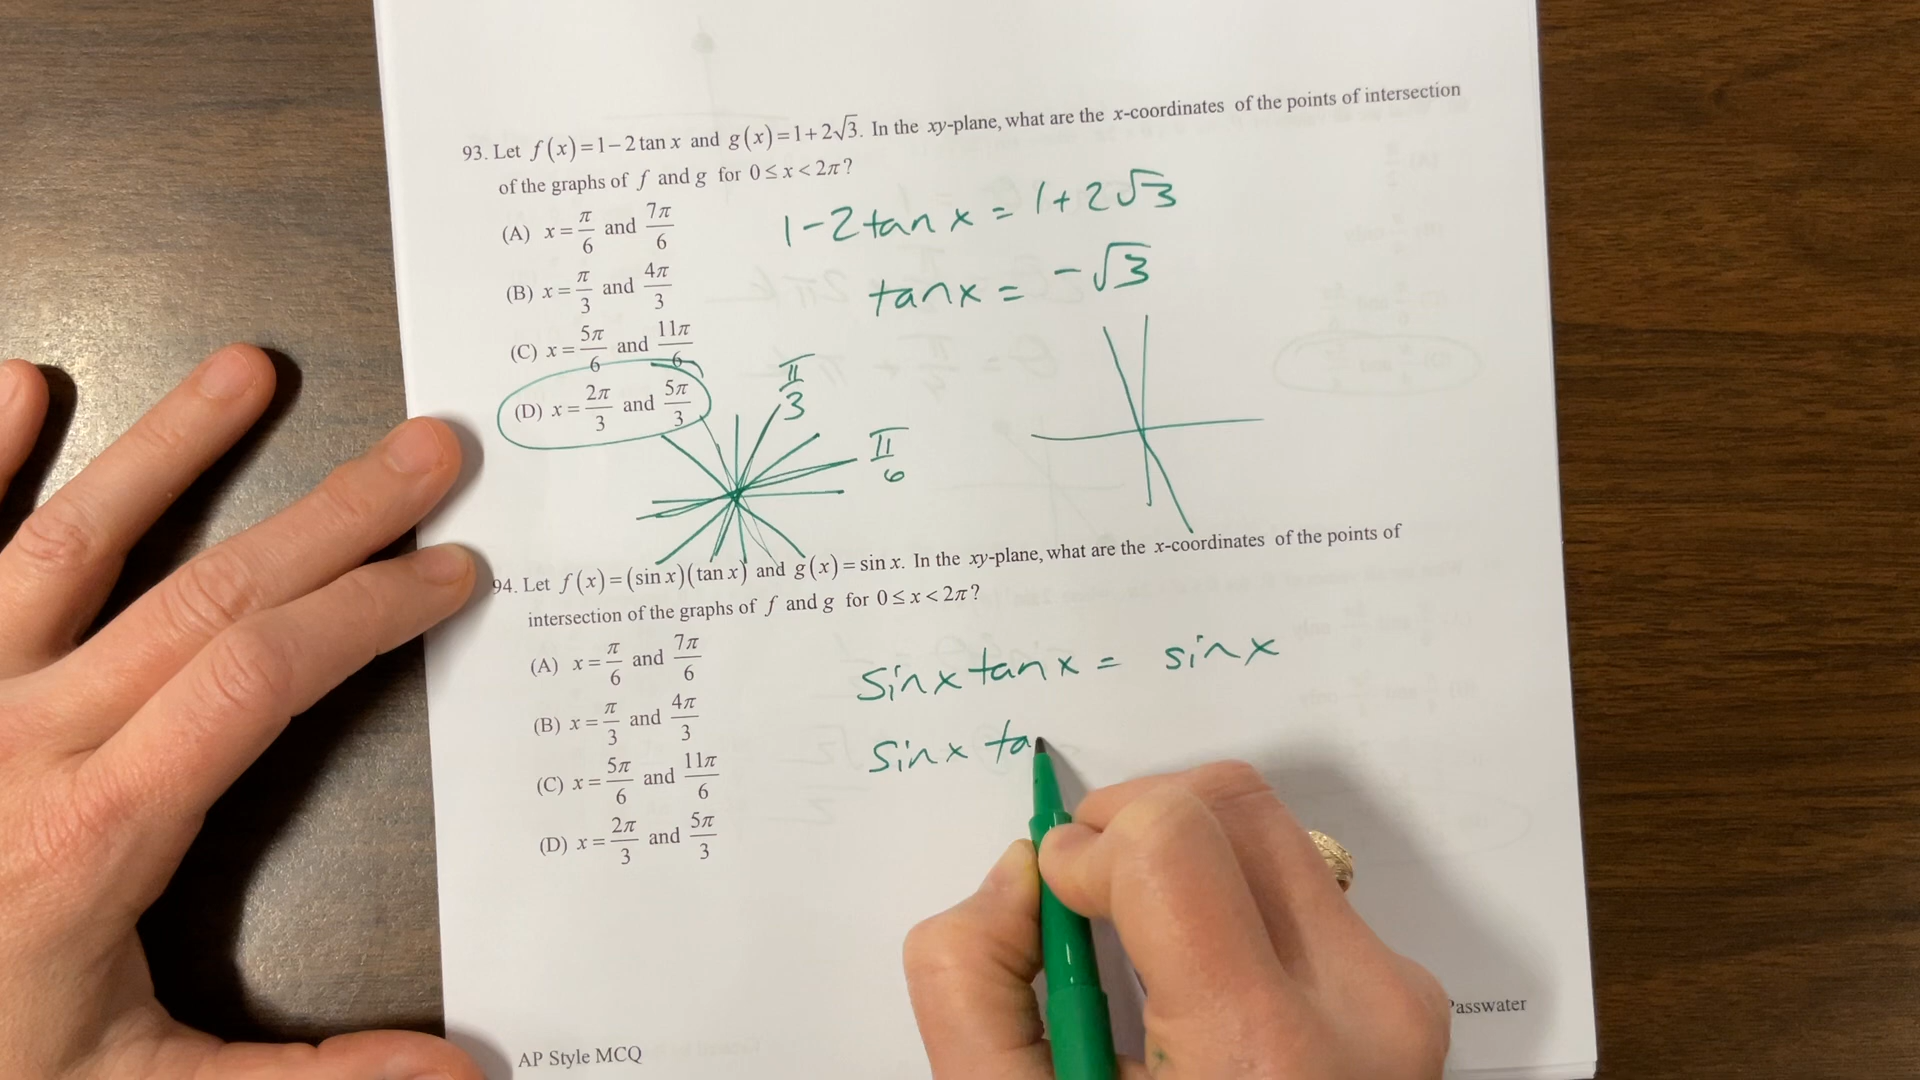 93. Let f(x)=1−2 tan x and g(x)=1+2√3. In the xy-plane, what are the x-coordinates of the points of intersection
of the graphs of f and g for 0≤x<2π?
(A) x=π/6 and 7π/6
(B) x=π/3 and 4π/3
(C) x=5π/6 and 11π/6
(D) x=2π/3 and 5π/3
1-2tan x = 1+2√3
tan x = -√3
π/3
π/6
94. Let f(x)=(sin x)(tan x) and g(x)=sin x. In the xy-plane, what are the x-coordinates of the points of
intersection of the graphs of f and g for 0≤x<2π?
(A) x=π/6 and 7π/6
(B) x=π/3 and 4π/3
(C) x=5π/6 and 11π/6
(D) x=2π/3 and 5π/3
sin x tan x = sin x
sin x ta
Passwater
AP Style MCQ